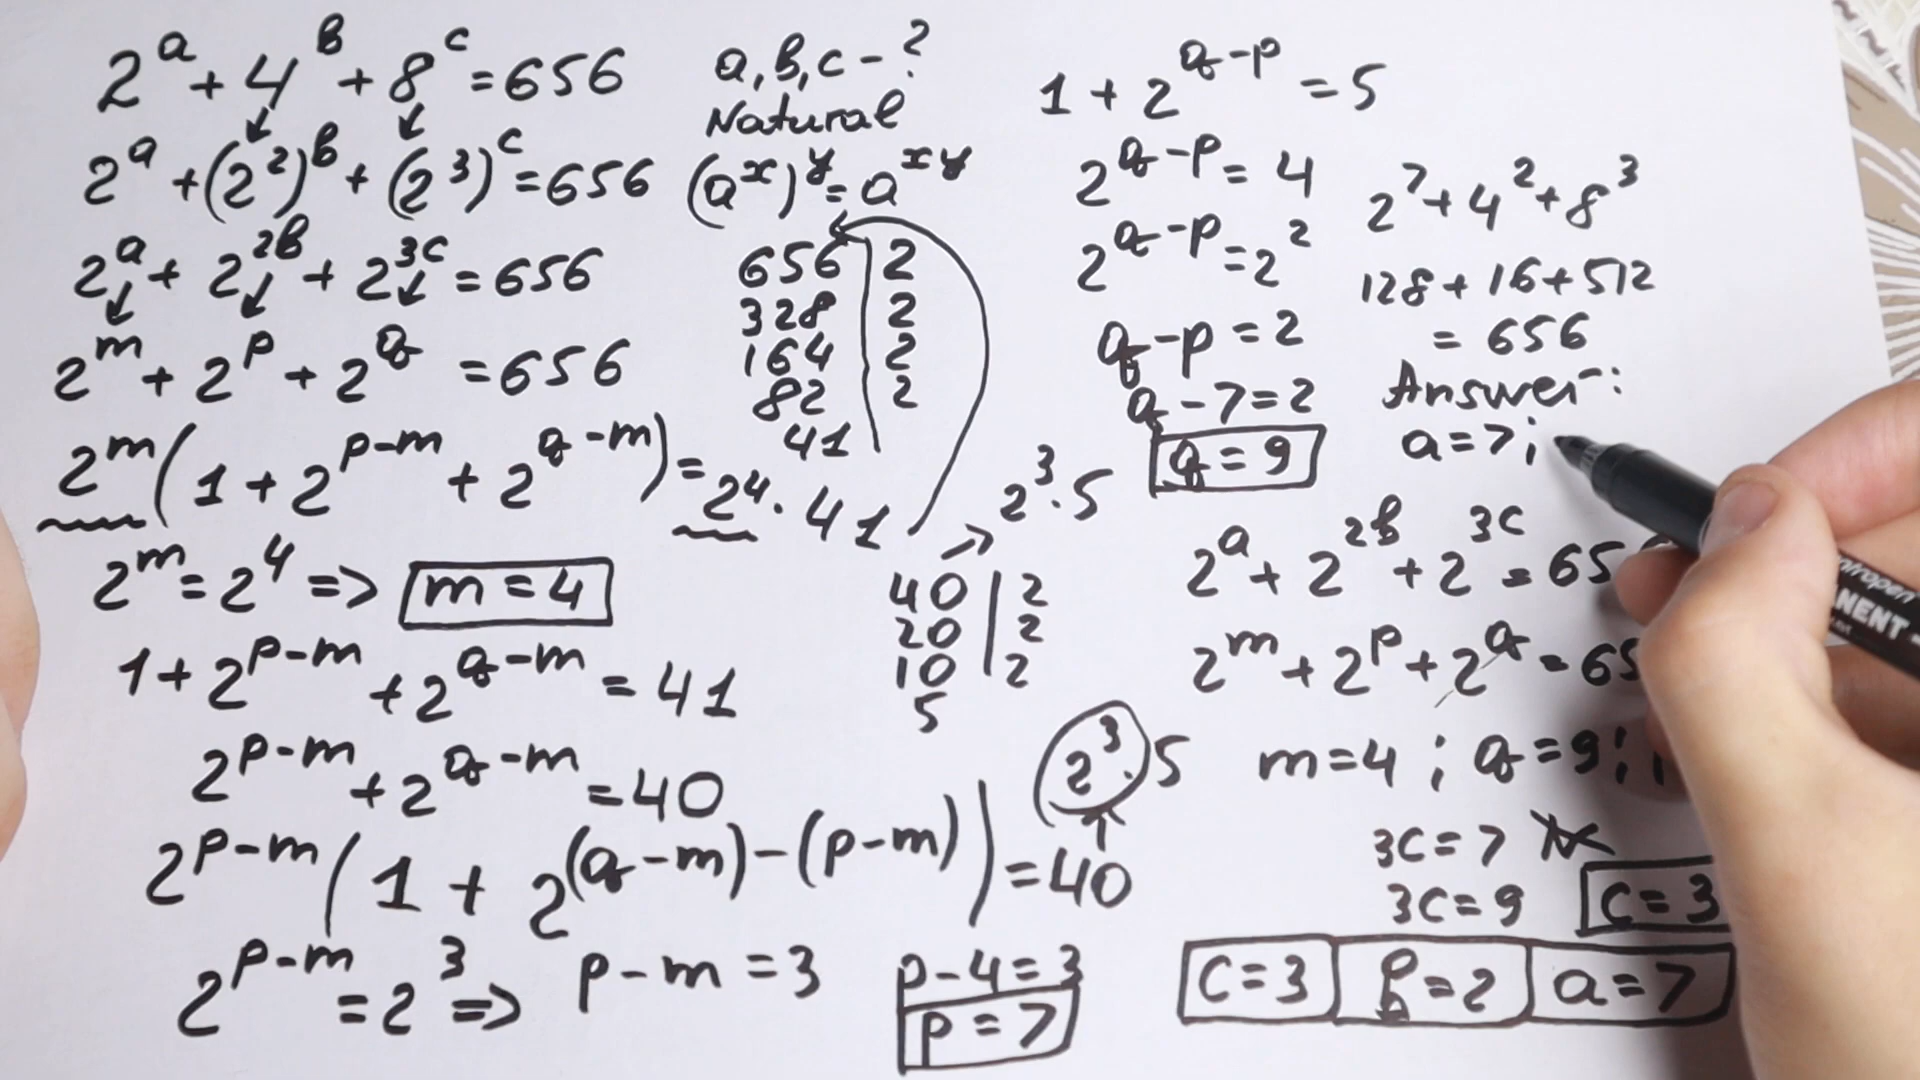 2^a + 4^b + 8^c = 656
2^a + (2^2)^b + (2^3)^c = 656
2^a + 2^{2b} + 2^{3c} = 656
2^m + 2^p + 2^q = 656
2^m (1 + 2^{p-m} + 2^{q-m}) = 2^4 · 41
2^m = 2^4 => m = 4
1 + 2^{p-m} + 2^{q-m} = 41
2^{p-m} + 2^{q-m} = 40
2^{p-m} (1 + 2^{(q-m)-(p-m)}) = 40
2^3 · 5
2^{p-m} = 2^3 => p - m = 3
p - 4 = 3
p = 7
a, b, c - ?
Natural
(a^x)^y = a^{xy}
656 | 2
328 | 2
164 | 2
82 | 2
41
2^3 · 5
40 | 2
20 | 2
10 | 2
5
1 + 2^{q-p} = 5
2^{q-p} = 4
2^{q-p} = 2^2
q - p = 2
q - 7 = 2
q = 9
2^7 + 4^2 + 8^3
128 + 16 + 512
= 656
Answer:
a = 7;
2^a + 2^{2b} + 2^{3c} = 65
2^m + 2^p + 2^q = 65
m = 4 ; q = 9 ;
3c = 7
3c = 9 c = 3
c = 3 b = 2 a = 7
NENT